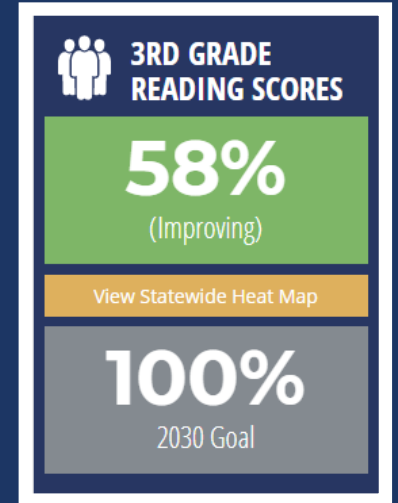 3RD GRADE
READING SCORES
58%
(Improving)
View Statewide Heat Map
100%
2030 Goal